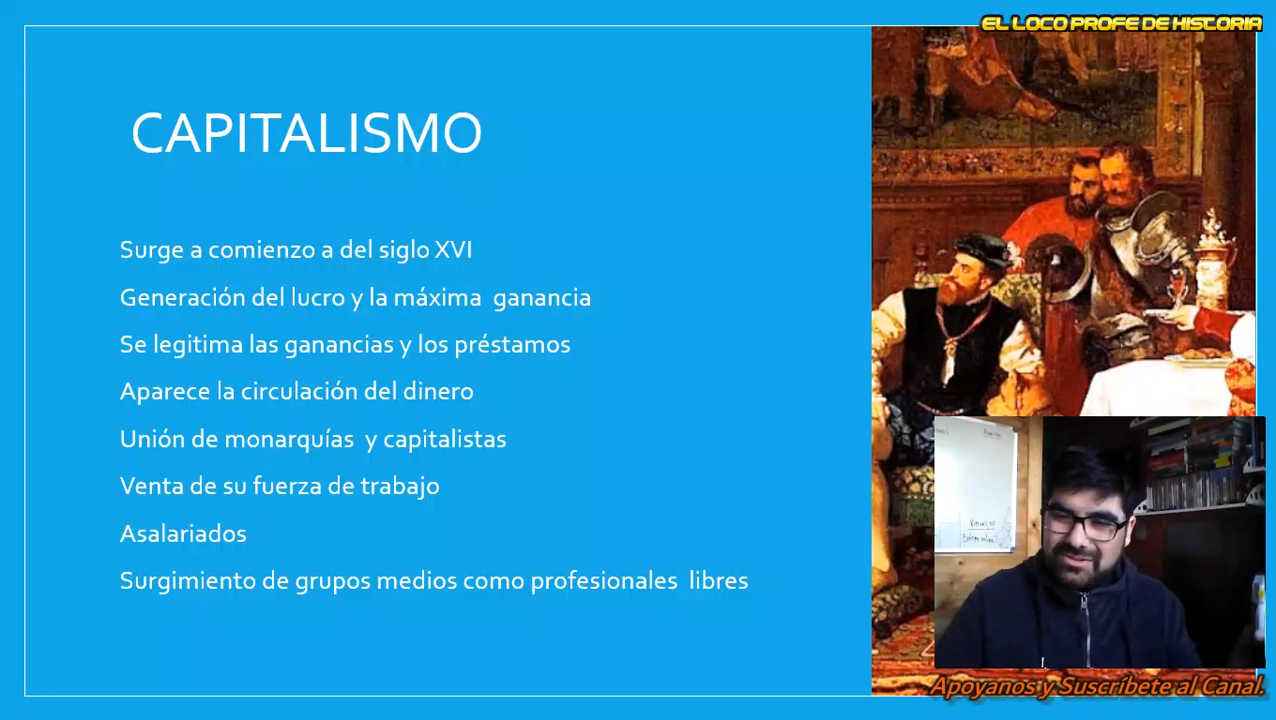 EL LOCO PROFE DE HISTORIA
CAPITALISMO
Surge a comienzo a del siglo XVI
Generación del lucro y la máxima ganancia
Se legitima las ganancias y los préstamos
Aparece la circulación del dinero
Unión de monarquías y capitalistas
Venta de su fuerza de trabajo
Asalariados
Surgimiento de grupos medios como profesionales libres
Apoyanos y Suscríbete al Canal.